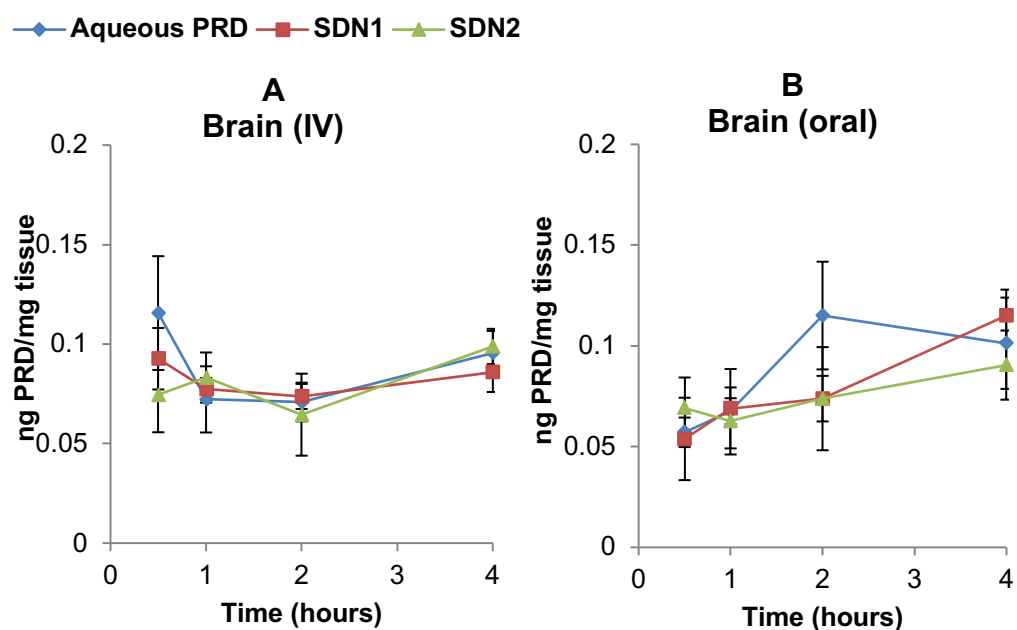 Aqueous PRD SDN1 SDN2
A
Brain (IV)
0.2
0.15
0.1
0.05
0
0 1 2 3 4
ng PRD/mg tissue
Time (hours)
B
Brain (oral)
0.2
0.15
0.1
0.05
0
0 1 2 3 4
ng PRD/mg tissue
Time (hours)